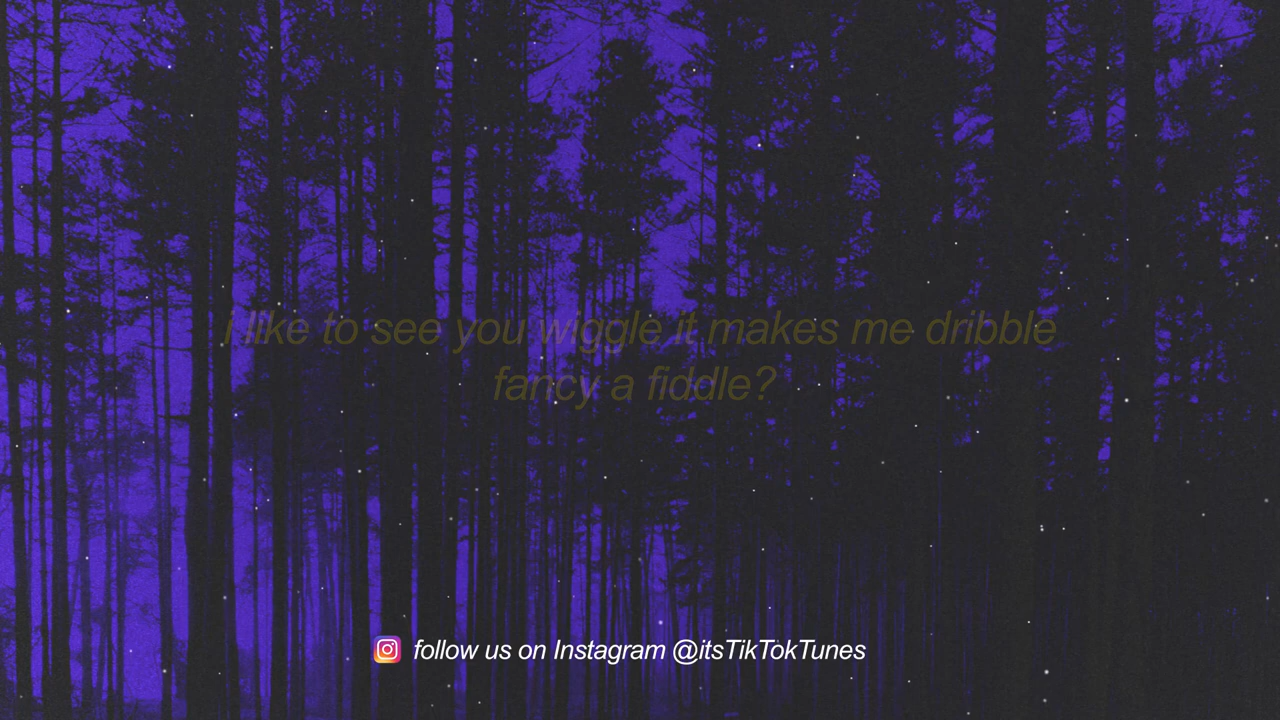 i like to see you wiggle it makes me dribble
fancy a fiddle?
follow us on Instagram @itsTikTokTunes